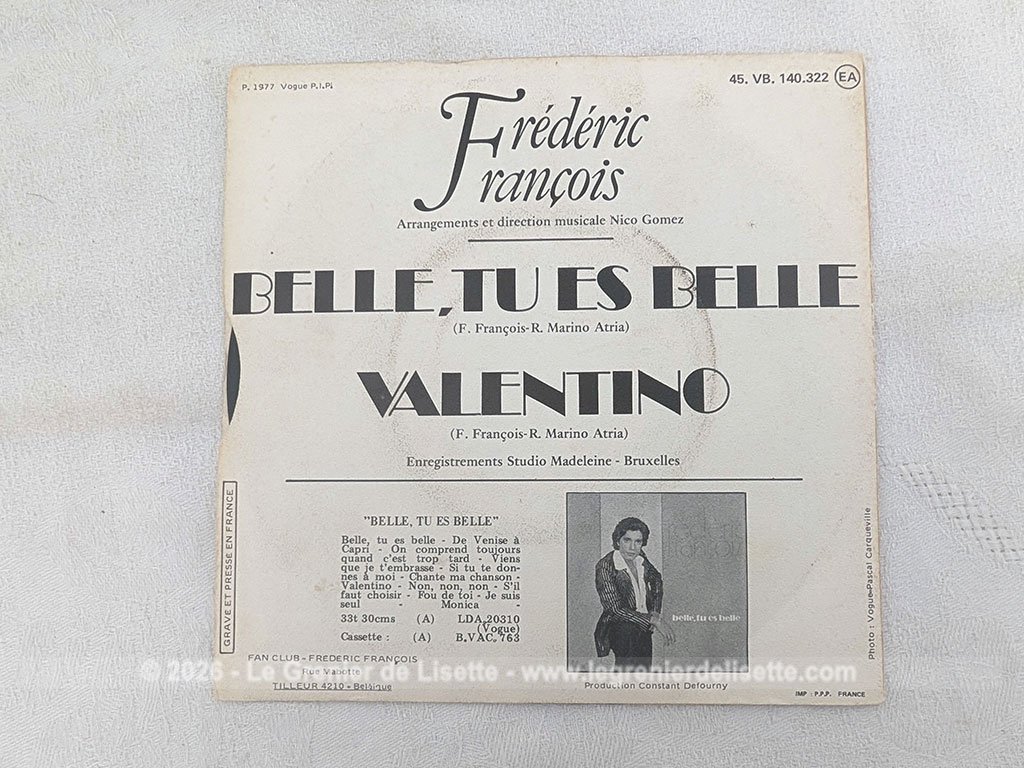 P. 1977 Vogue P.I.P.
45. VB. 140.322 EA
Frédéric
François
Arrangements et direction musicale Nico Gomez
BELLE, TU ES BELLE
(F. François-R. Marino Atria)
VALENTINO
(F. François-R. Marino Atria)
Enregistrements Studio Madeleine - Bruxelles
GRAVE ET PRESSE EN FRANCE
"BELLE, TU ES BELLE"
Belle, tu es belle - De Venise à
Capri - On comprend toujours
quand c'est trop tard - Viens
que je t'embrasse - Si tu te don-
nes à moi - Chante ma chanson -
Valentino - Non, non, non - S'il
faut choisir - Fou de toi - Je suis
seul - Monica -
33t 30cms (A) LDA.20310
(Vogue)
Cassette : (A) B.VAC.763
belle, tu es belle
Photo : Vogue-Pascal Carqueville
FAN CLUB - FREDERIC FRANÇOIS
Rue Mabotte
TILLEUR 4210 - Belgique
Production Constant Defourny
IMP : P.P.P. FRANCE
© 2026 - Le Grenier de Lisette - www.legrenierdelisette.com